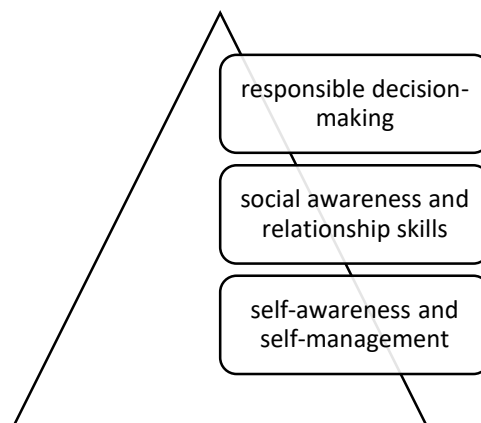 responsible decision-
making
social awareness and
relationship skills
self-awareness and
self-management